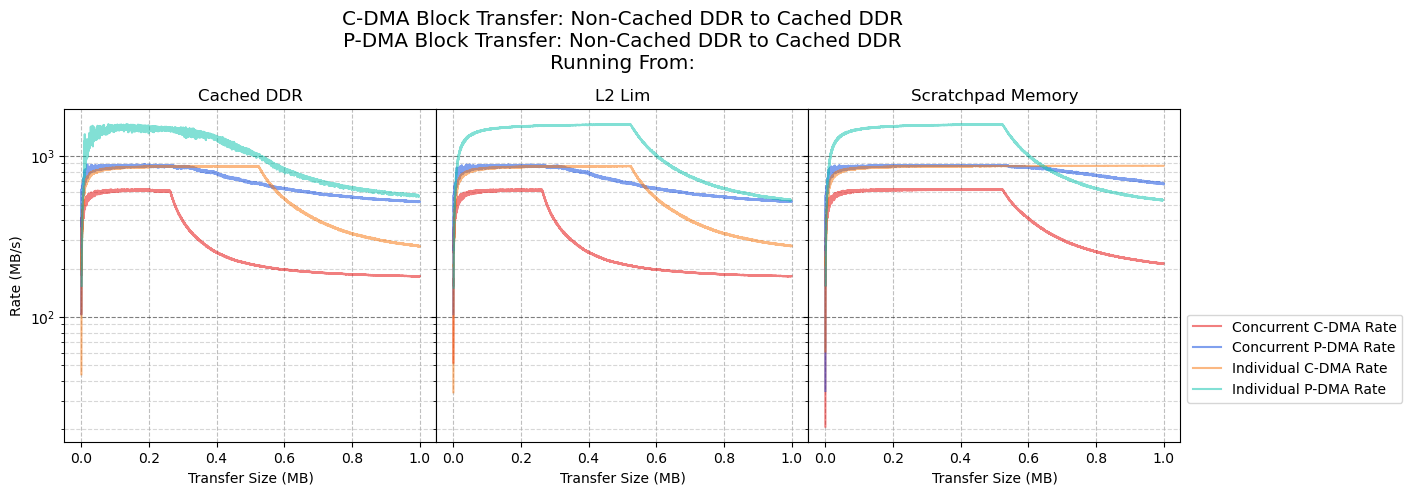 C-DMA Block Transfer: Non-Cached DDR to Cached DDR
P-DMA Block Transfer: Non-Cached DDR to Cached DDR
Running From:
Cached DDR
L2 Lim
Scratchpad Memory
Rate (MB/s)
10³
10²
0.0 0.2 0.4 0.6 0.8 1.0
0.0 0.2 0.4 0.6 0.8 1.0
0.0 0.2 0.4 0.6 0.8 1.0
Transfer Size (MB)
Transfer Size (MB)
Transfer Size (MB)
Concurrent C-DMA Rate
Concurrent P-DMA Rate
Individual C-DMA Rate
Individual P-DMA Rate